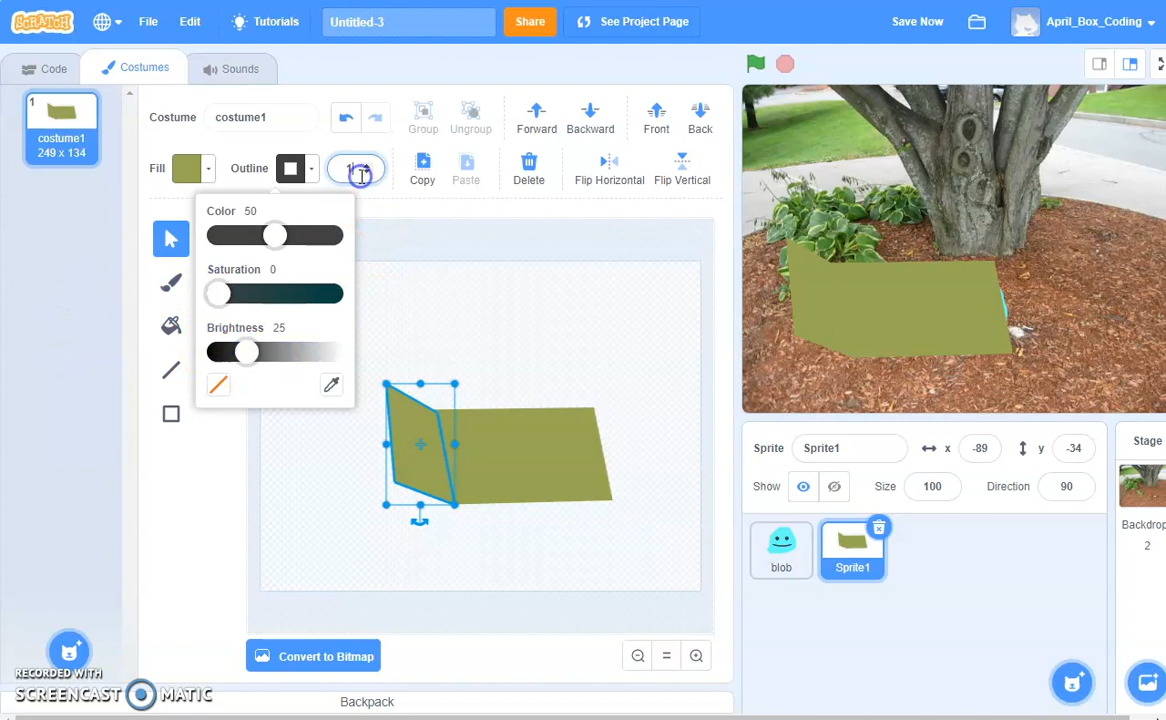 SCRATCH
File
Edit
Tutorials
Untitled-3
Share
See Project Page
Save Now
April_Box_Coding
Code
Costumes
Sounds
1
costume1
249 x 134
Costume
costume1
Group
Ungroup
Forward
Backward
Front
Back
Fill
Outline
Copy
Paste
Delete
Flip Horizontal
Flip Vertical
Color 50
Saturation 0
Brightness 25
Convert to Bitmap
Backpack
Sprite
Sprite1
x
-89
y
-34
Show
Size
100
Direction
90
blob
Sprite1
Stage
Backdrop
2
RECORDED WITH
SCREENCAST MATIC